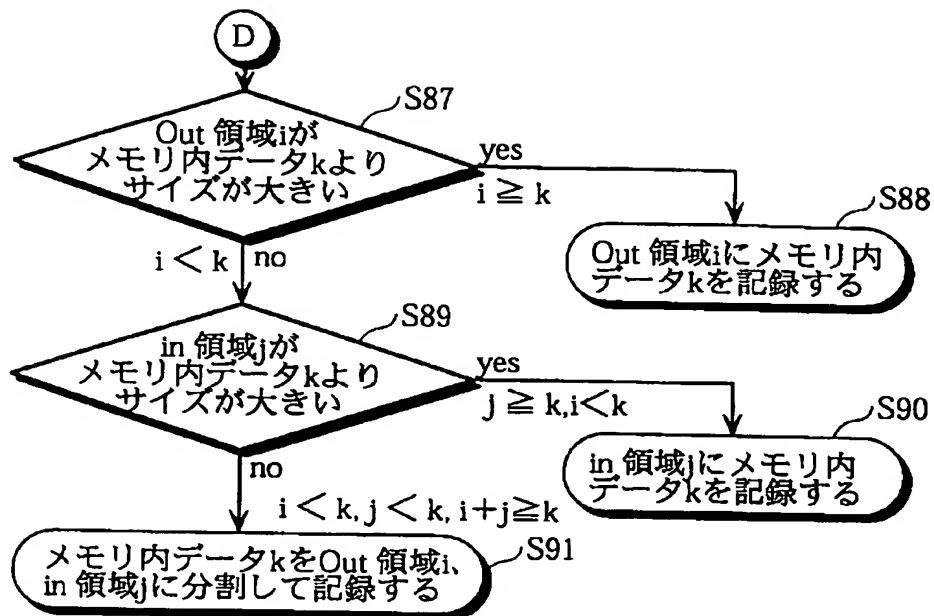 D
S87
Out 領域iが
メモリ内データkより
サイズが大きい
yes
i ≧ k
S88
Out 領域iにメモリ内
データkを記録する
i < k
no
S89
in 領域jが
メモリ内データkより
サイズが大きい
yes
j ≧ k,i<k
S90
in 領域jにメモリ内
データkを記録する
no
i < k, j < k, i+j≧k
S91
メモリ内データkをOut 領域i、
in 領域jに分割して記録する